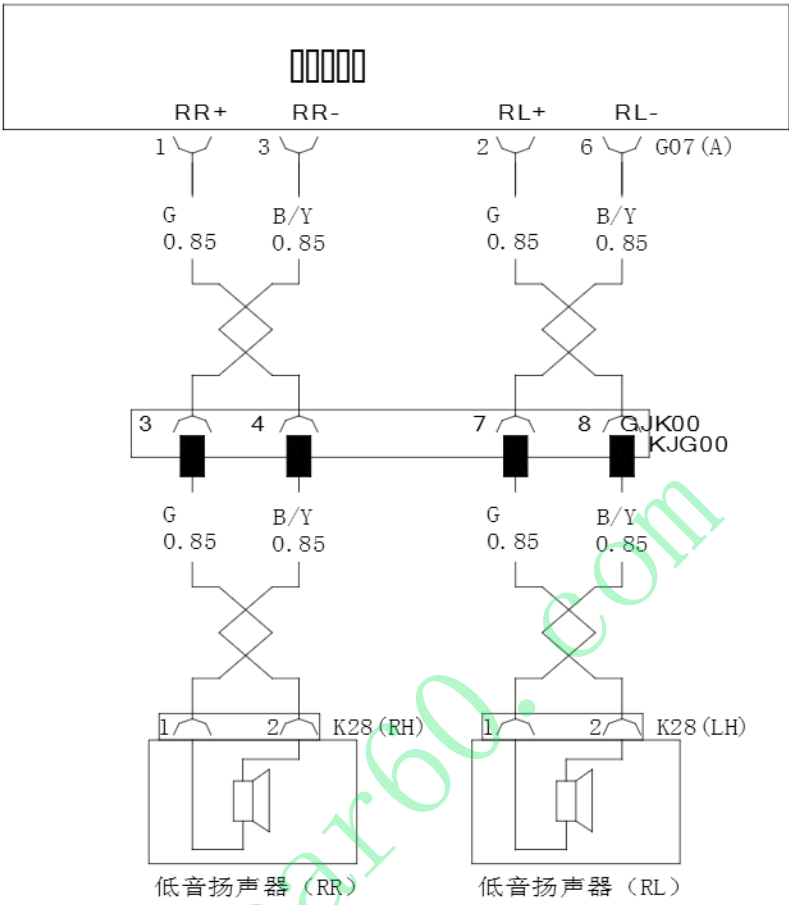 RR+ RR- RL+ RL-
1 3 2 6 G07(A)
G B/Y G B/Y
0.85 0.85 0.85 0.85
3 4 7 8 GJK00
KJG00
G B/Y G B/Y
0.85 0.85 0.85 0.85
1 2 K28(RH) 1 2 K28(LH)
低音扬声器（RR） 低音扬声器（RL）
ar60.com